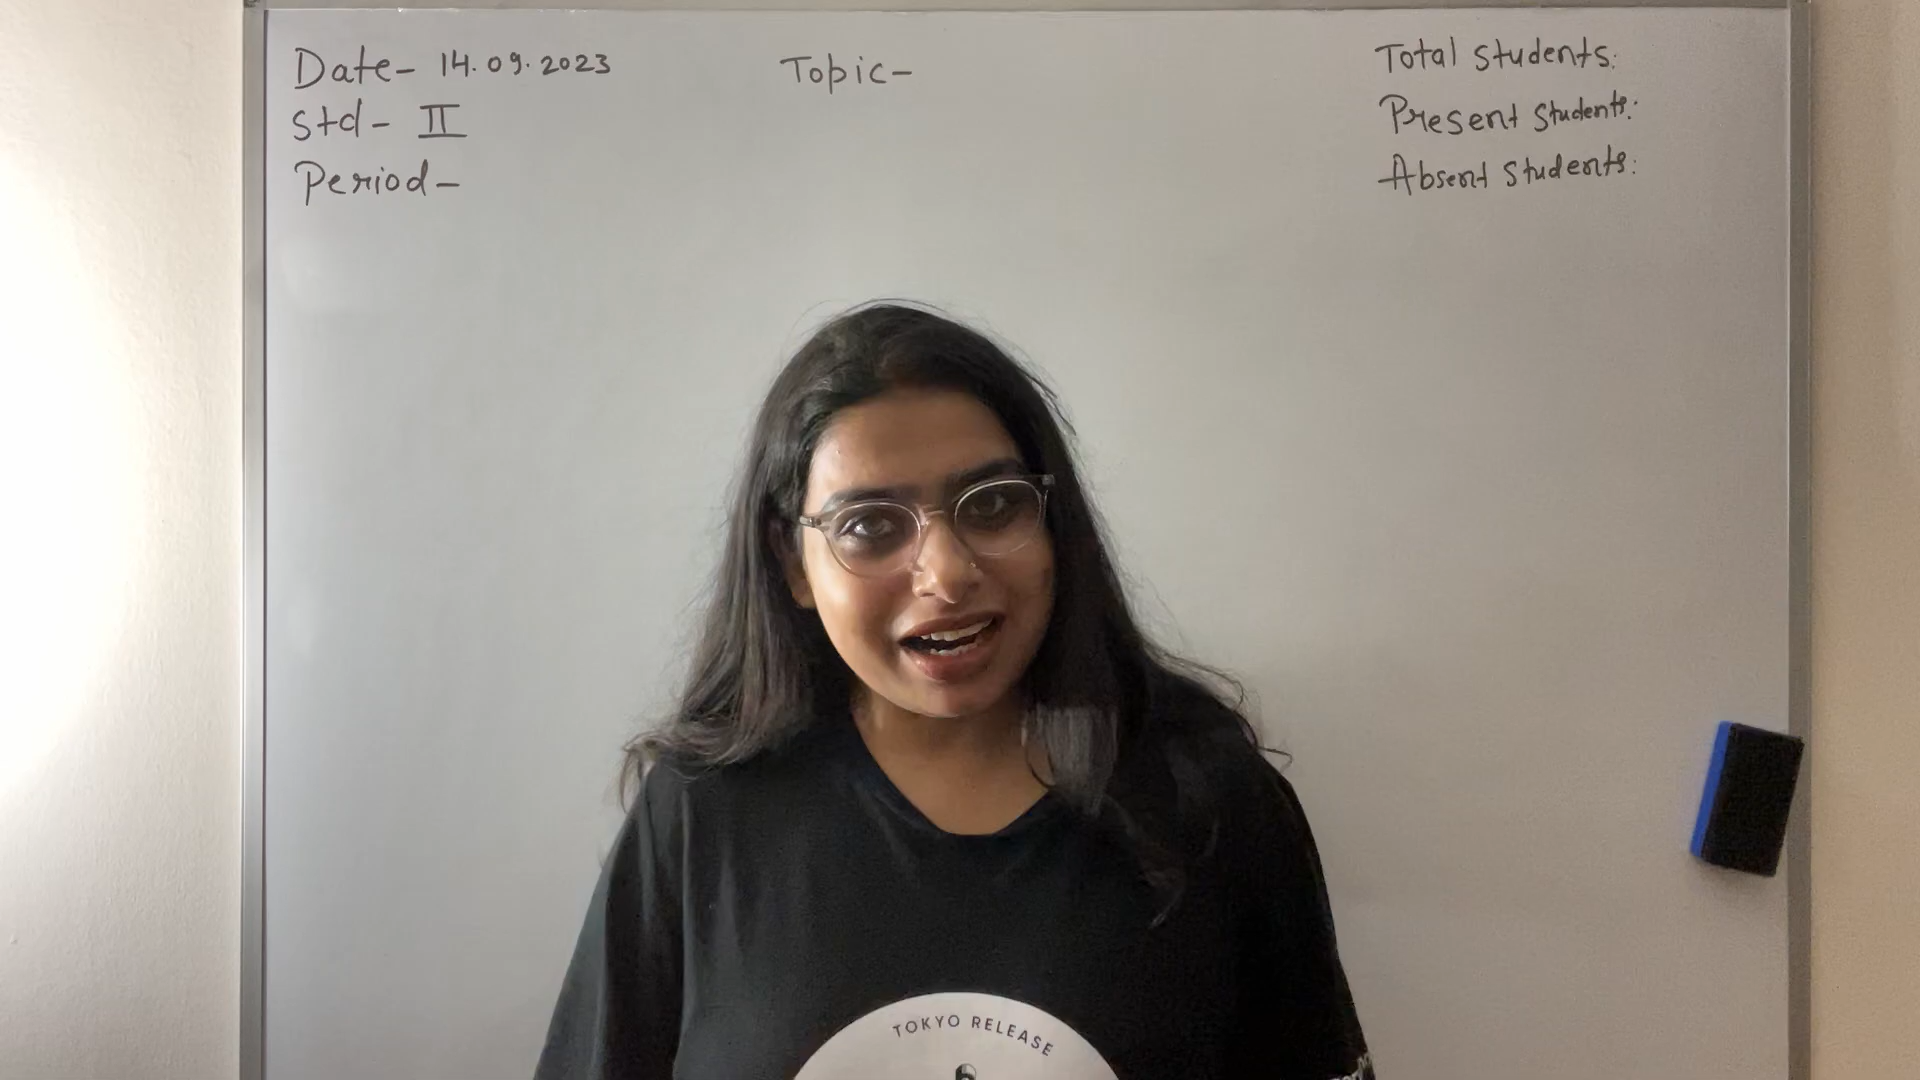 Date- 14.09.2023
Std- II
Period-
Topic-
Total Students:
Present Students:
Absent Students:
TOKYO RELEASE